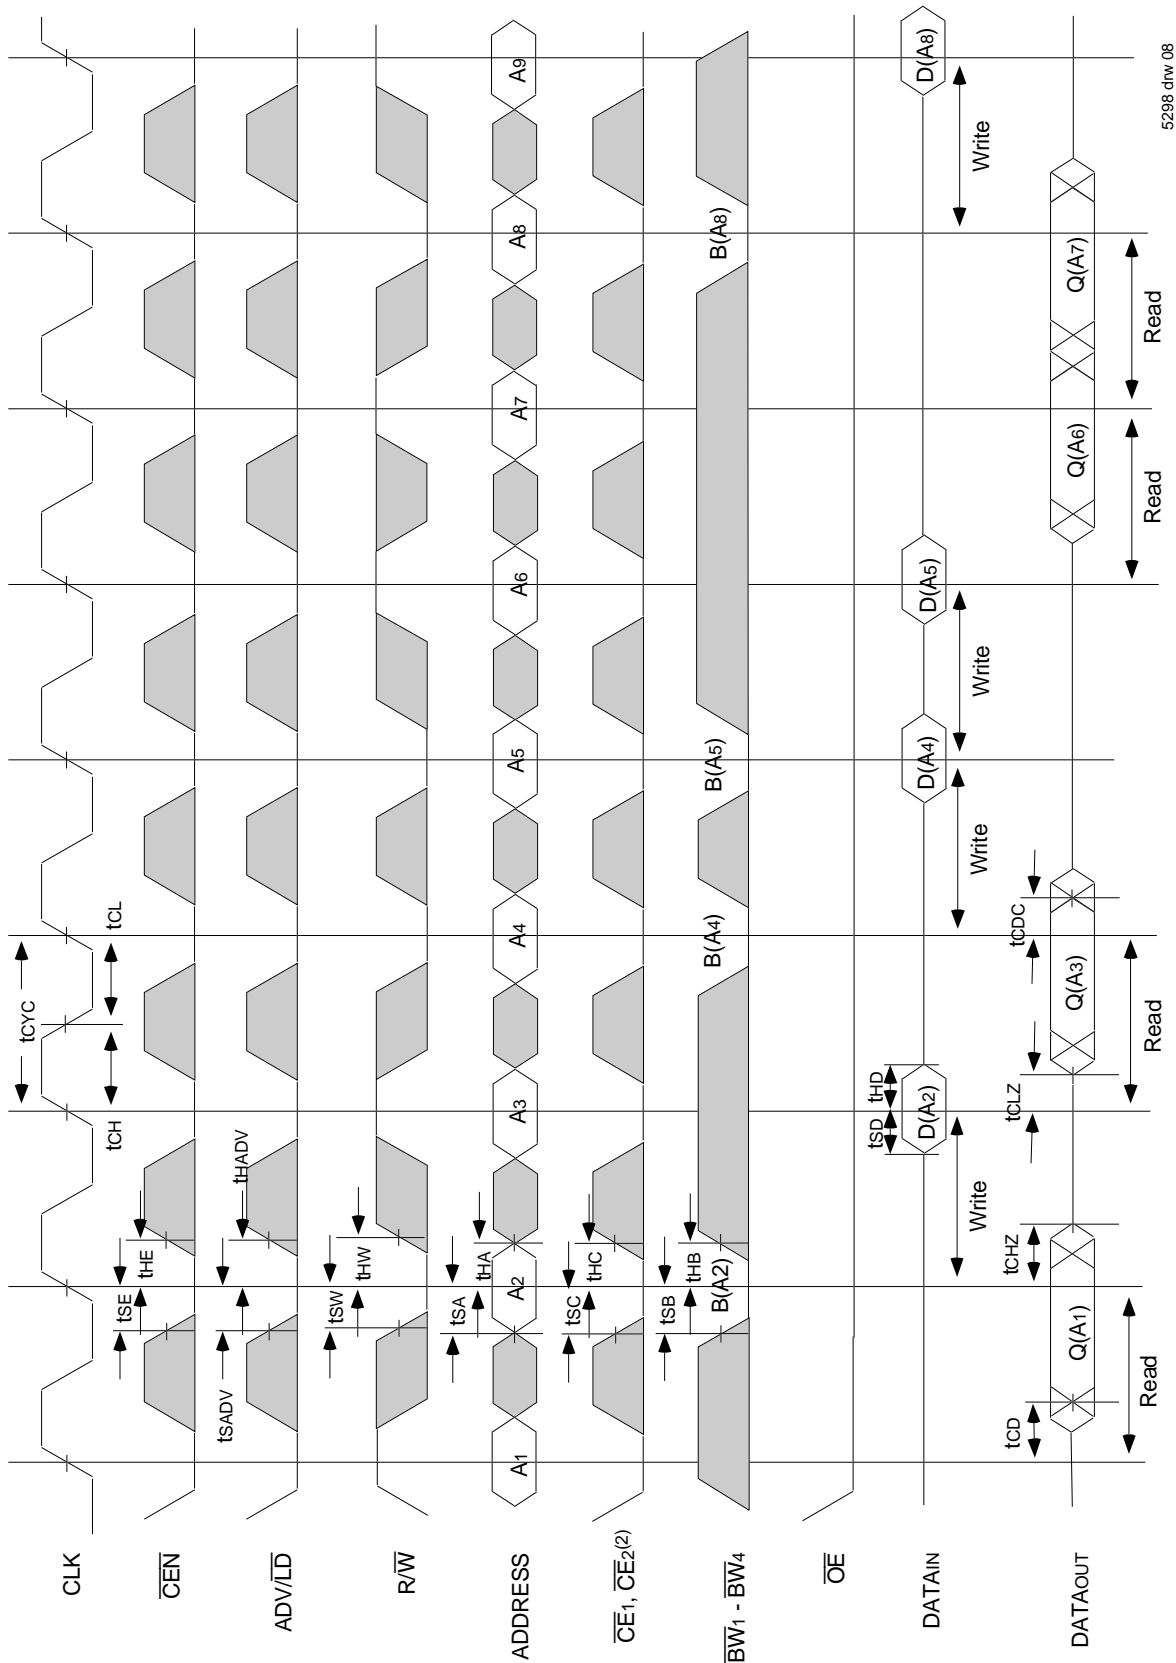 CLK
tCYC
tCH
tCL
CEN
tSE
tHE
ADV/LD
tSADV
tHADV
R/W
tSW
tHW
ADDRESS
A1
A2
A3
A4
A5
A6
A7
A8
A9
tSA
tHA
CE1, CE2(2)
tSC
tHC
BW1 - BW4
tSB
tHB
B(A2)
B(A4)
B(A5)
B(A8)
OE
DATAIN
tSD
tHD
D(A2)
D(A4)
D(A5)
D(A8)
Write
Write
Write
Write
DATAOUT
tCD
tCHZ
tCLZ
tCDC
Q(A1)
Q(A3)
Q(A6)
Q(A7)
Read
Read
Read
Read
5298 drw 08